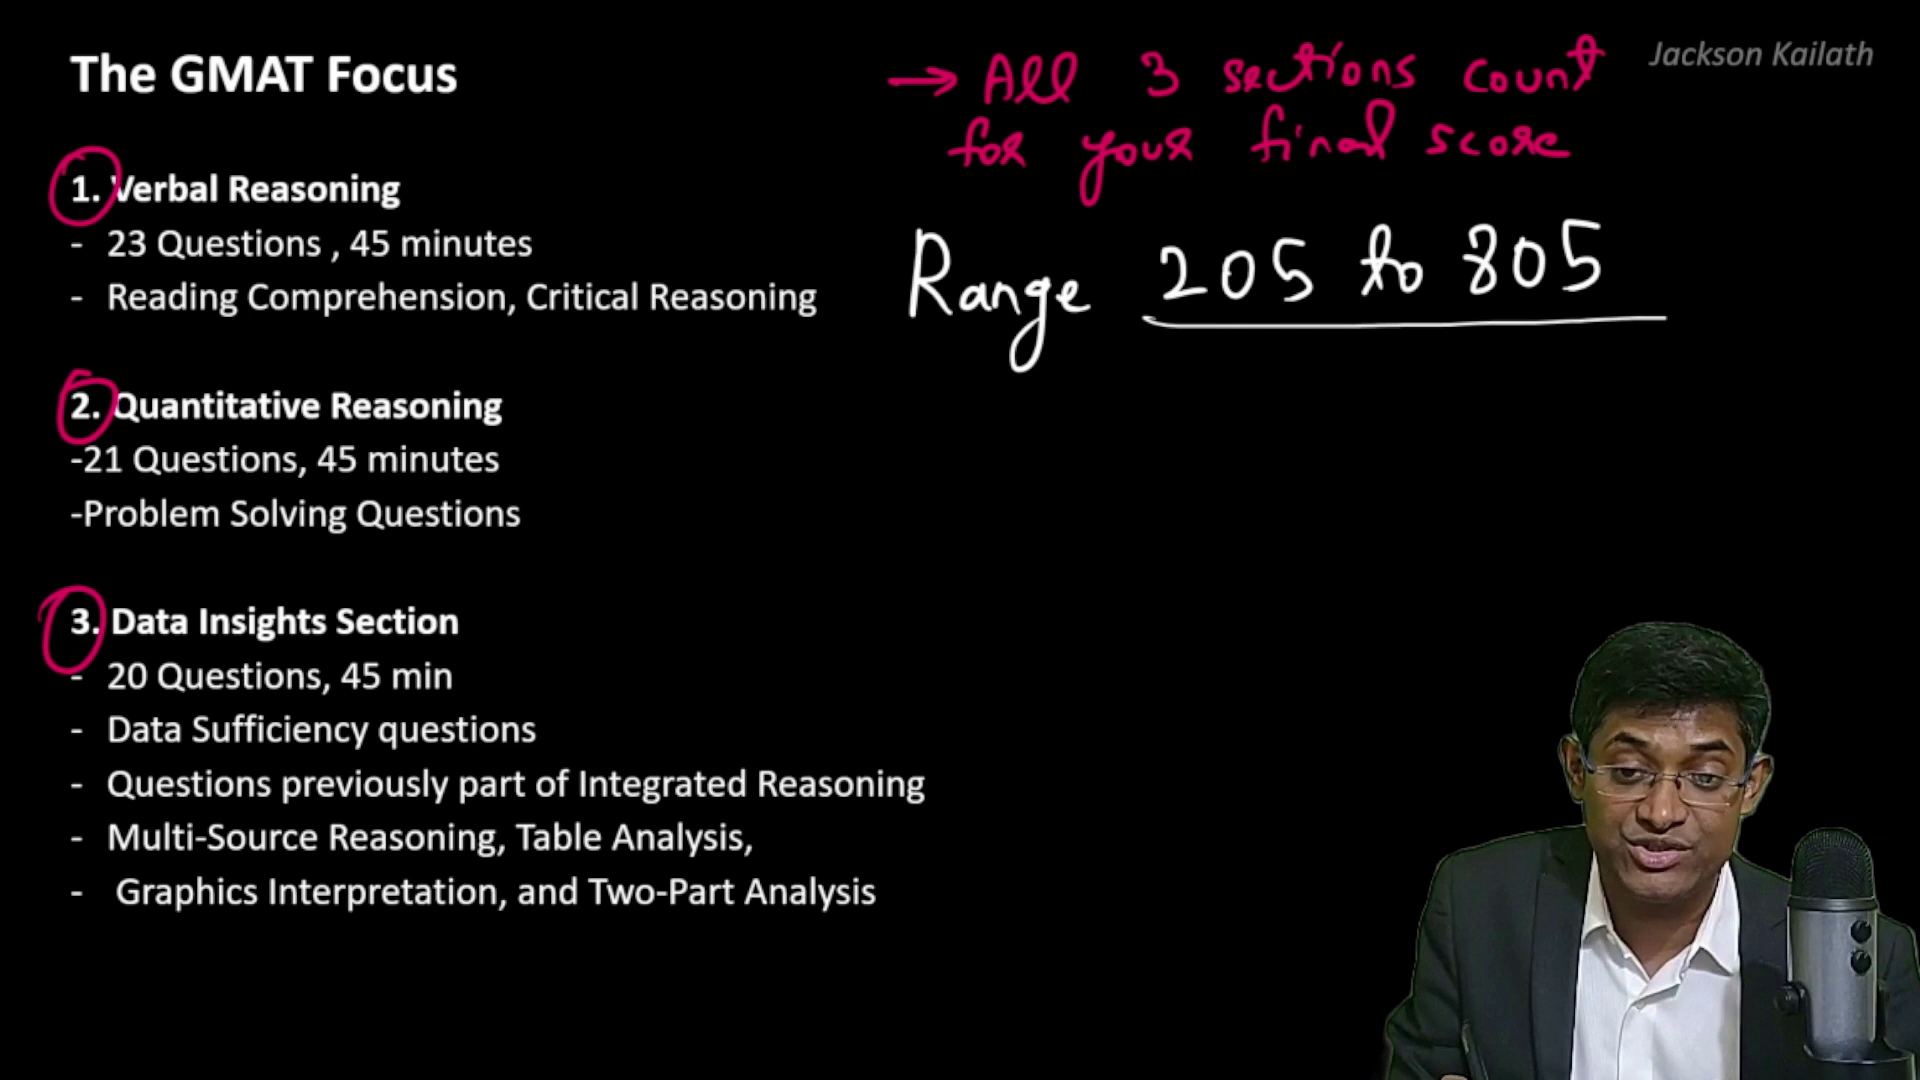 The GMAT Focus
1. Verbal Reasoning
- 23 Questions , 45 minutes
- Reading Comprehension, Critical Reasoning
2. Quantitative Reasoning
-21 Questions, 45 minutes
-Problem Solving Questions
3. Data Insights Section
- 20 Questions, 45 min
- Data Sufficiency questions
- Questions previously part of Integrated Reasoning
- Multi-Source Reasoning, Table Analysis,
- Graphics Interpretation, and Two-Part Analysis
→ All 3 sections count
for your final score
Range 205 to 805
Jackson Kailath